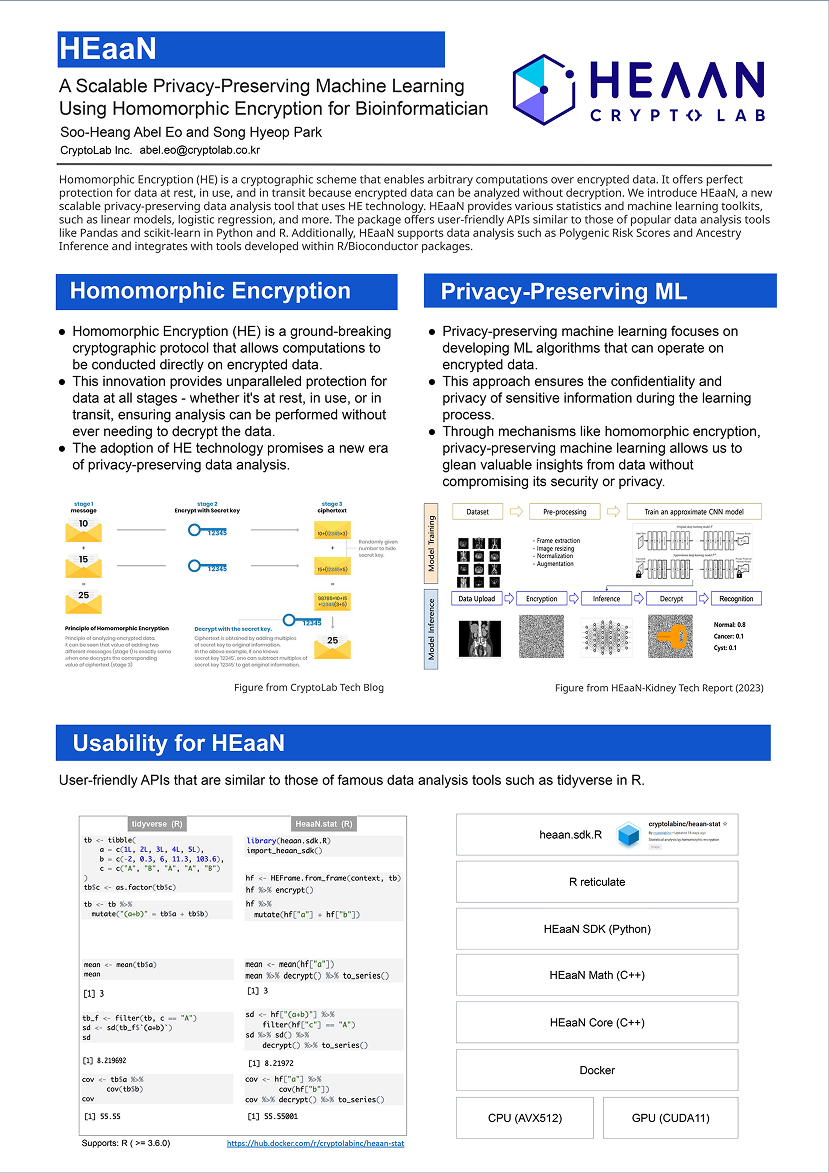 HEaaN
A Scalable Privacy-Preserving Machine Learning
Using Homomorphic Encryption for Bioinformatician
Soo-Heang Abel Eo and Song Hyeop Park
CryptoLab Inc. abel.eo@cryptolab.co.kr
HEAAN
CRYPTO LAB
Homomorphic Encryption (HE) is a cryptographic scheme that enables arbitrary computations over encrypted data. It offers perfect
protection for data at rest, in use, and in transit because encrypted data can be analyzed without decryption. We introduce HEaaN, a new
scalable privacy-preserving data analysis tool that uses HE technology. HEaaN provides various statistics and machine learning toolkits,
such as linear models, logistic regression, and more. The package offers user-friendly APIs similar to those of popular data analysis tools
like Pandas and scikit-learn in Python and R. Additionally, HEaaN supports data analysis such as Polygenic Risk Scores and Ancestry
Inference and integrates with tools developed within R/Bioconductor packages.
Homomorphic Encryption
● Homomorphic Encryption (HE) is a ground-breaking
cryptographic protocol that allows computations to
be conducted directly on encrypted data.
● This innovation provides unparalleled protection for
data at all stages - whether it's at rest, in use, or in
transit, ensuring analysis can be performed without
ever needing to decrypt the data.
● The adoption of HE technology promises a new era
of privacy-preserving data analysis.
stage 1
message
stage 2
Encrypt with Secret key
stage 3
ciphertext
10
12345
10+(12345×3)
+
+
Randomly given
number to hide
secret key.
15
12345
15+(12345×5)
=
=
25
98785=10+15
+12345(3+5)
12345
25
Principle of Homomorphic Encryption
Principle of analyzing encrypted data.
it can be seen that value of adding two
different messages (stage 1) is exactly same
when one decrypts the corresponding
value of ciphertext (stage 3)
Decrypt with the secret key.
Ciphertext is obtained by adding multiples
of secret key to original information.
In the above example, if one knows
secret key '12345', one can subtract multiples of
secret key '12345' to get original information.
Figure from CryptoLab Tech Blog
Privacy-Preserving ML
● Privacy-preserving machine learning focuses on
developing ML algorithms that can operate on
encrypted data.
● This approach ensures the confidentiality and
privacy of sensitive information during the learning
process.
● Through mechanisms like homomorphic encryption,
privacy-preserving machine learning allows us to
glean valuable insights from data without
compromising its security or privacy.
Model Training
Dataset
Pre-processing
Train an approximate CNN model
- Frame extraction
- Image resizing
- Normalization
- Augmentation
Model Inference
Data Upload
Encryption
Inference
Decrypt
Recognition
Normal: 0.8
Cancer: 0.1
Cyst: 0.1
Figure from HEaaN-Kidney Tech Report (2023)
Usability for HEaaN
User-friendly APIs that are similar to those of famous data analysis tools such as tidyverse in R.
tidyverse (R)
tb <- tibble(
a = c(1L, 2L, 3L, 4L, 5L),
b = c(-2, 0.3, 6, 11.3, 103.6),
c = c("A", "B", "A", "A", "B")
)
tb$c <- as.factor(tb$c)
tb <- tb %>%
mutate("(a+b)" = tb$a + tb$b)
mean <- mean(tb$a)
mean
[1] 3
tb_f <- filter(tb, c == "A")
sd <- sd(tb_f$`(a+b)`)
sd
[1] 8.219692
cov <- tb$a %>%
cov(tb$b)
cov
[1] 55.55
HeaaN.stat (R)
library(heaan.sdk.R)
import_heaan_sdk()
hf <- HEFrame.from_frame(context, tb)
hf %>% encrypt()
hf %>%
mutate(hf["a"] + hf["b"])
mean <- mean(hf["a"])
mean %>% decrypt() %>% to_series()
[1] 3
sd <- hf["(a+b)"] %>%
filter(hf["c"] == "A")
sd %>% sd() %>%
decrypt() %>% to_series()
[1] 8.21972
cov <- hf["a"] %>%
cov(hf["b"])
cov %>% decrypt() %>% to_series()
[1] 55.55001
Supports: R ( >= 3.6.0)
https://hub.docker.com/r/cryptolabinc/heaan-stat
heaan.sdk.R
cryptolabinc/heaan-stat ☆
Statistical analysis by homomorphic encryption
R reticulate
HEaaN SDK (Python)
HEaaN Math (C++)
HEaaN Core (C++)
Docker
CPU (AVX512)
GPU (CUDA11)